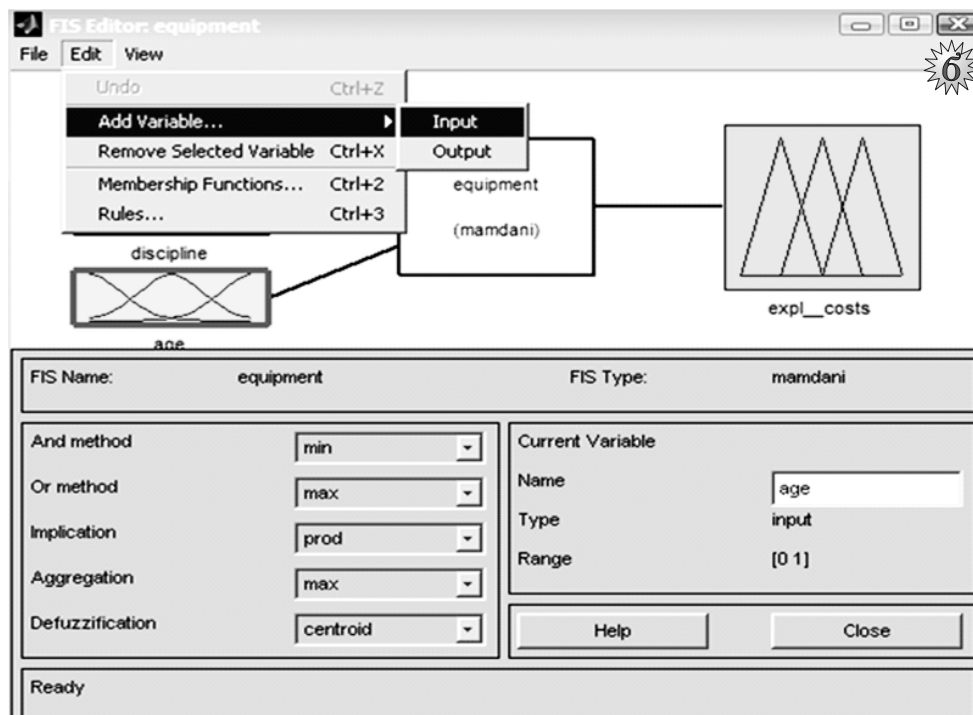 FIS Editor: equipment
File Edit View
б
Undo Ctrl+Z
Add Variable... Input
Remove Selected Variable Ctrl+X Output
Membership Functions... Ctrl+2 equipment
Rules... Ctrl+3 (mamdani)
discipline
expl__costs
age
FIS Name: equipment FIS Type: mamdani
And method min Current Variable
Or method max Name age
Implication prod Type input
Aggregation max Range [0 1]
Defuzzification centroid Help Close
Ready